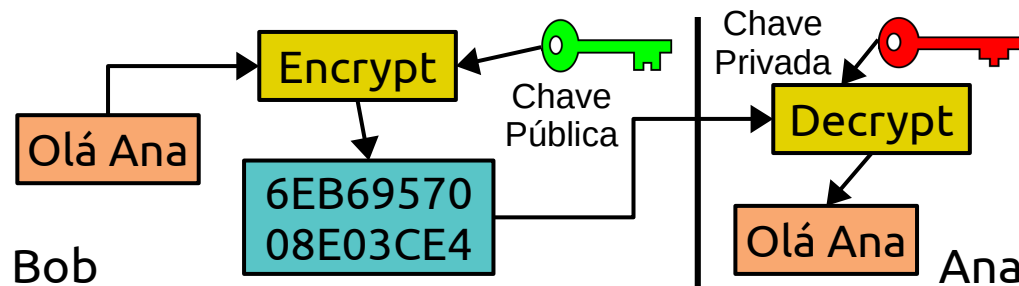 Olá Ana
Encrypt
Chave
Pública
6EB69570
08E03CE4
Bob
Chave
Privada
Decrypt
Olá Ana
Ana